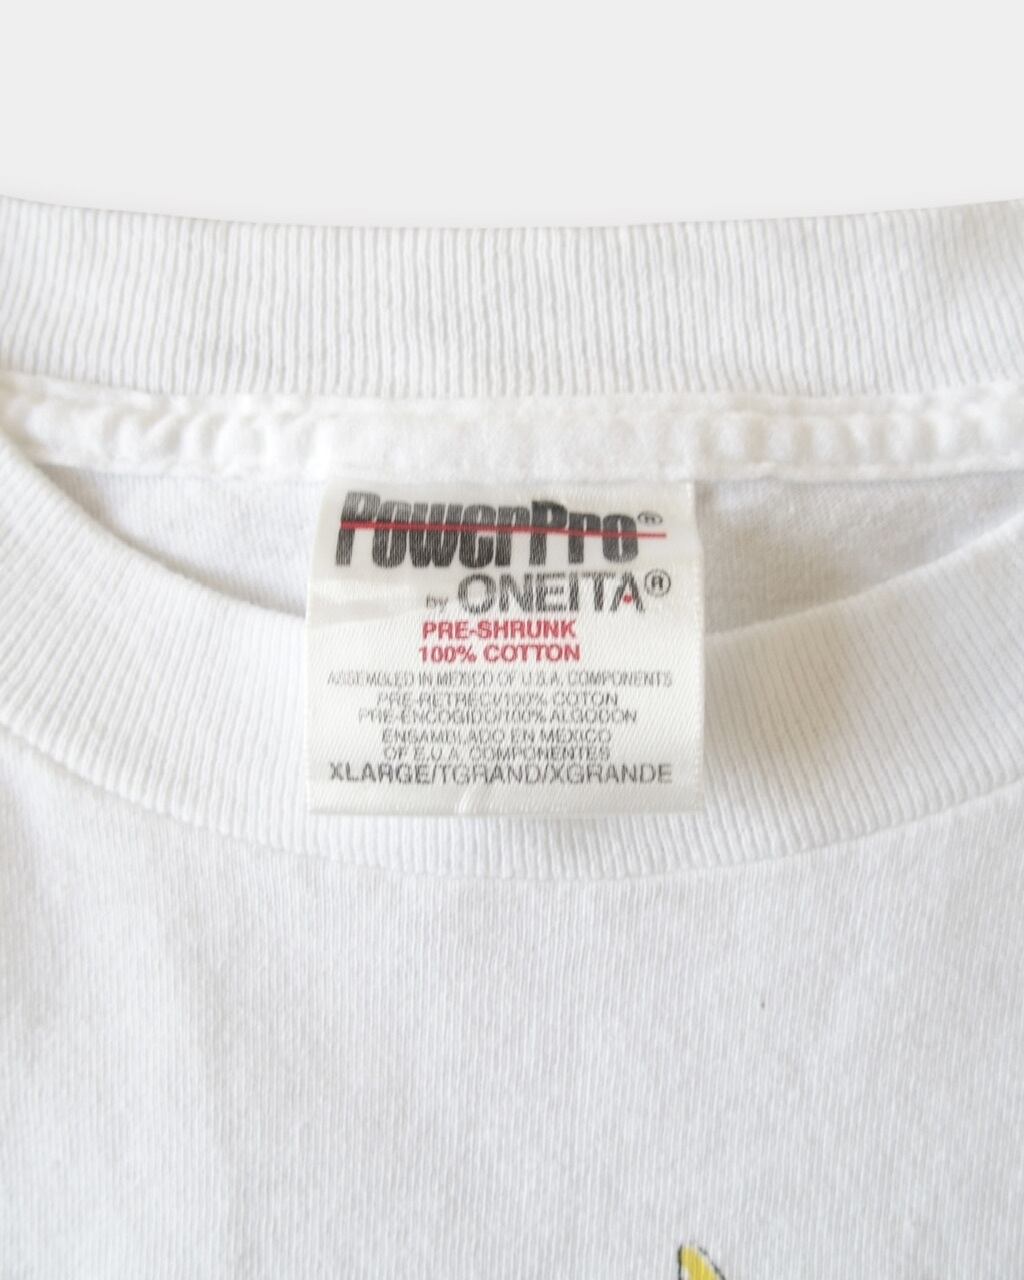 PowerPro®
by ONEITA®
PRE-SHRUNK
100% COTTON
ASSEMBLED IN MEXICO OF U.S.A. COMPONENTS
PRE-RETRECI/100% COTON
PRE-ENCOGIDO/100% ALGODON
ENSAMBLADO EN MEXICO
OF E.U.A. COMPONENTES
XLARGE/TGRAND/XGRANDE